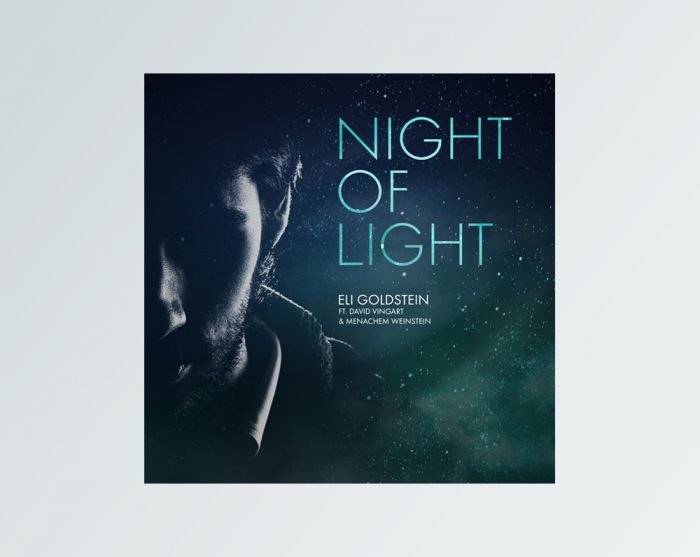 NIGHT
OF
LIGHT
ELI GOLDSTEIN
FT. DAVID VINGART
& MENACHEM WEINSTEIN